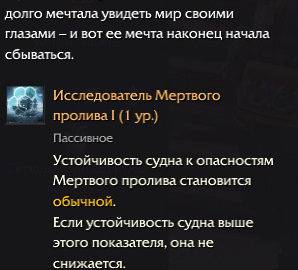 долго мечтала увидеть мир своими
глазами – и вот ее мечта наконец начала
сбываться.
Исследователь Мертвого
пролива I (1 ур.)
Пассивное
Устойчивость судна к опасностям
Мертвого пролива становится
обычной.
Если устойчивость судна выше
этого показателя, она не
снижается.